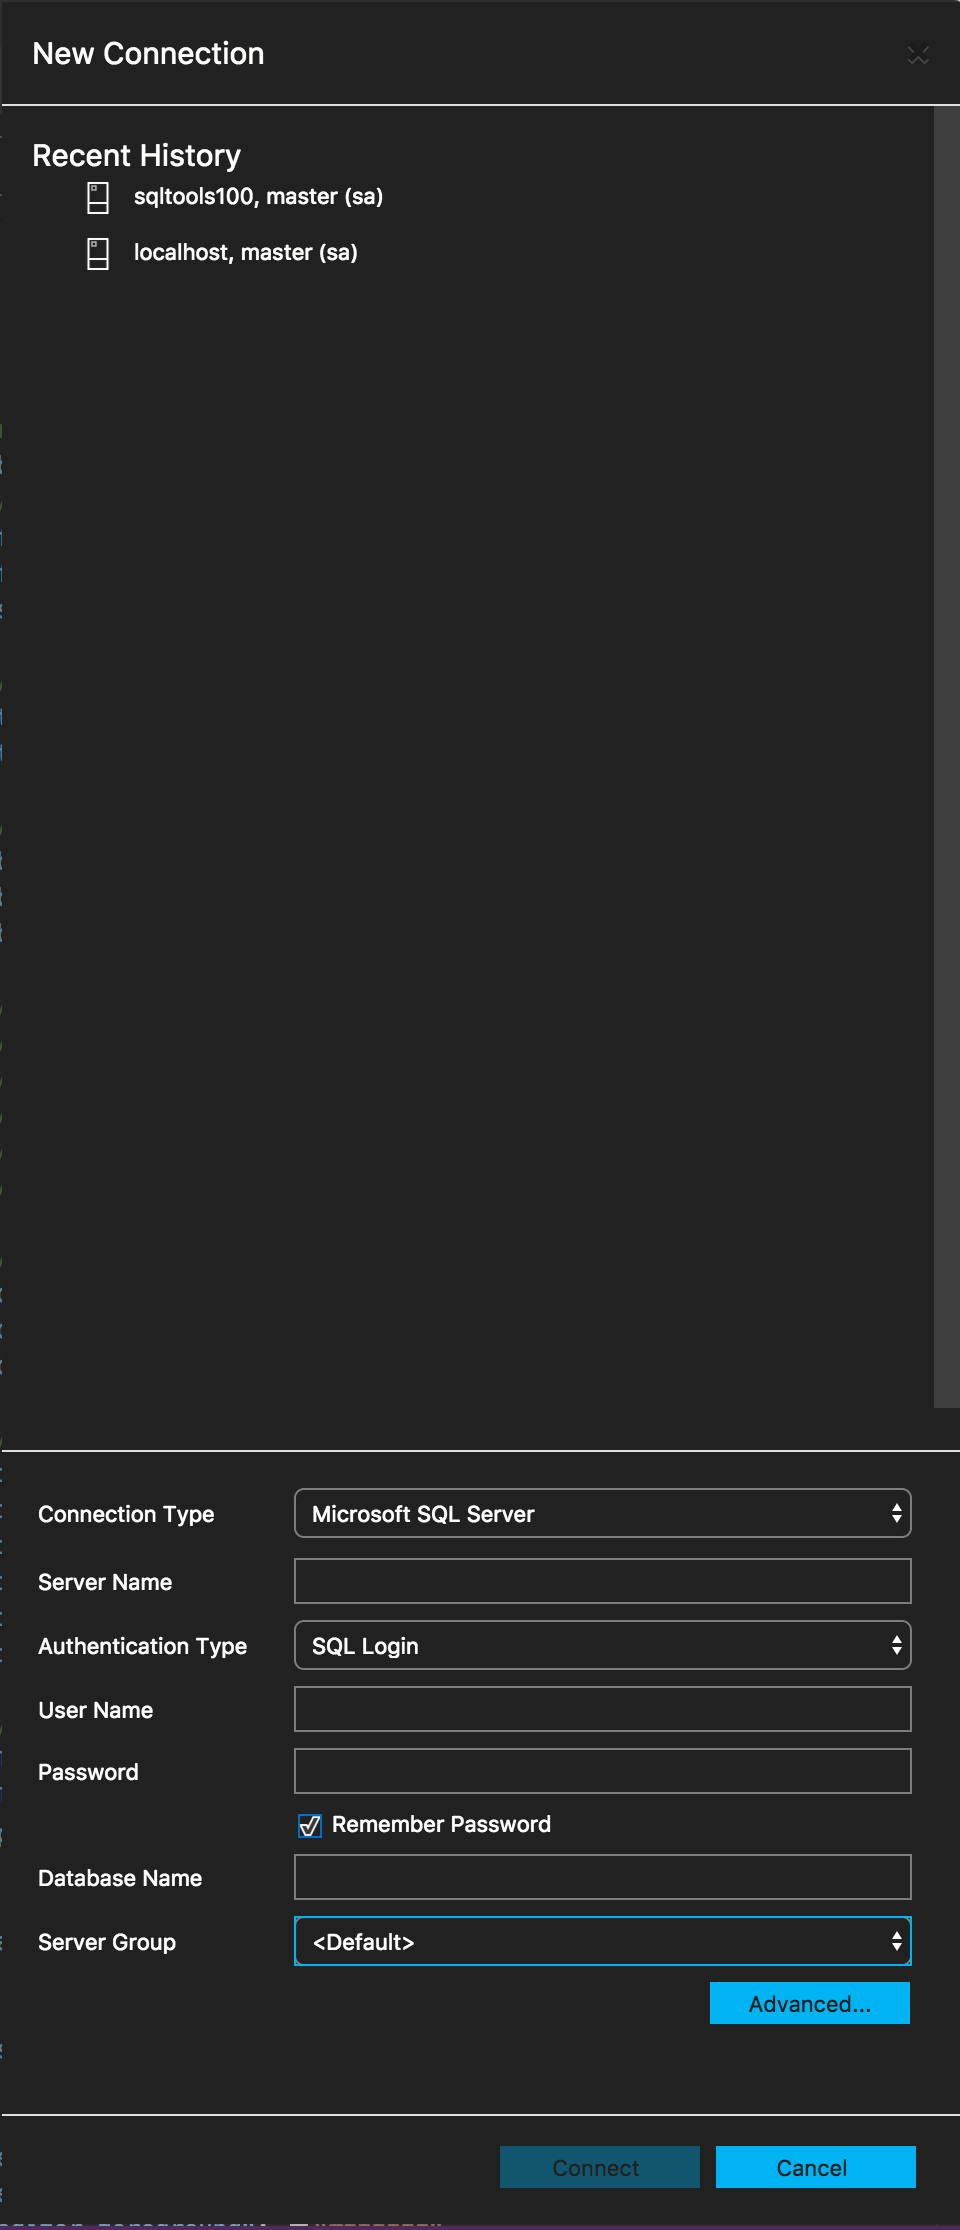 New Connection
Recent History
sqltools100, master (sa)
localhost, master (sa)
Connection Type
Microsoft SQL Server
Server Name
Authentication Type
SQL Login
User Name
Password
Remember Password
Database Name
Server Group
<Default>
Advanced...
Connect
Cancel